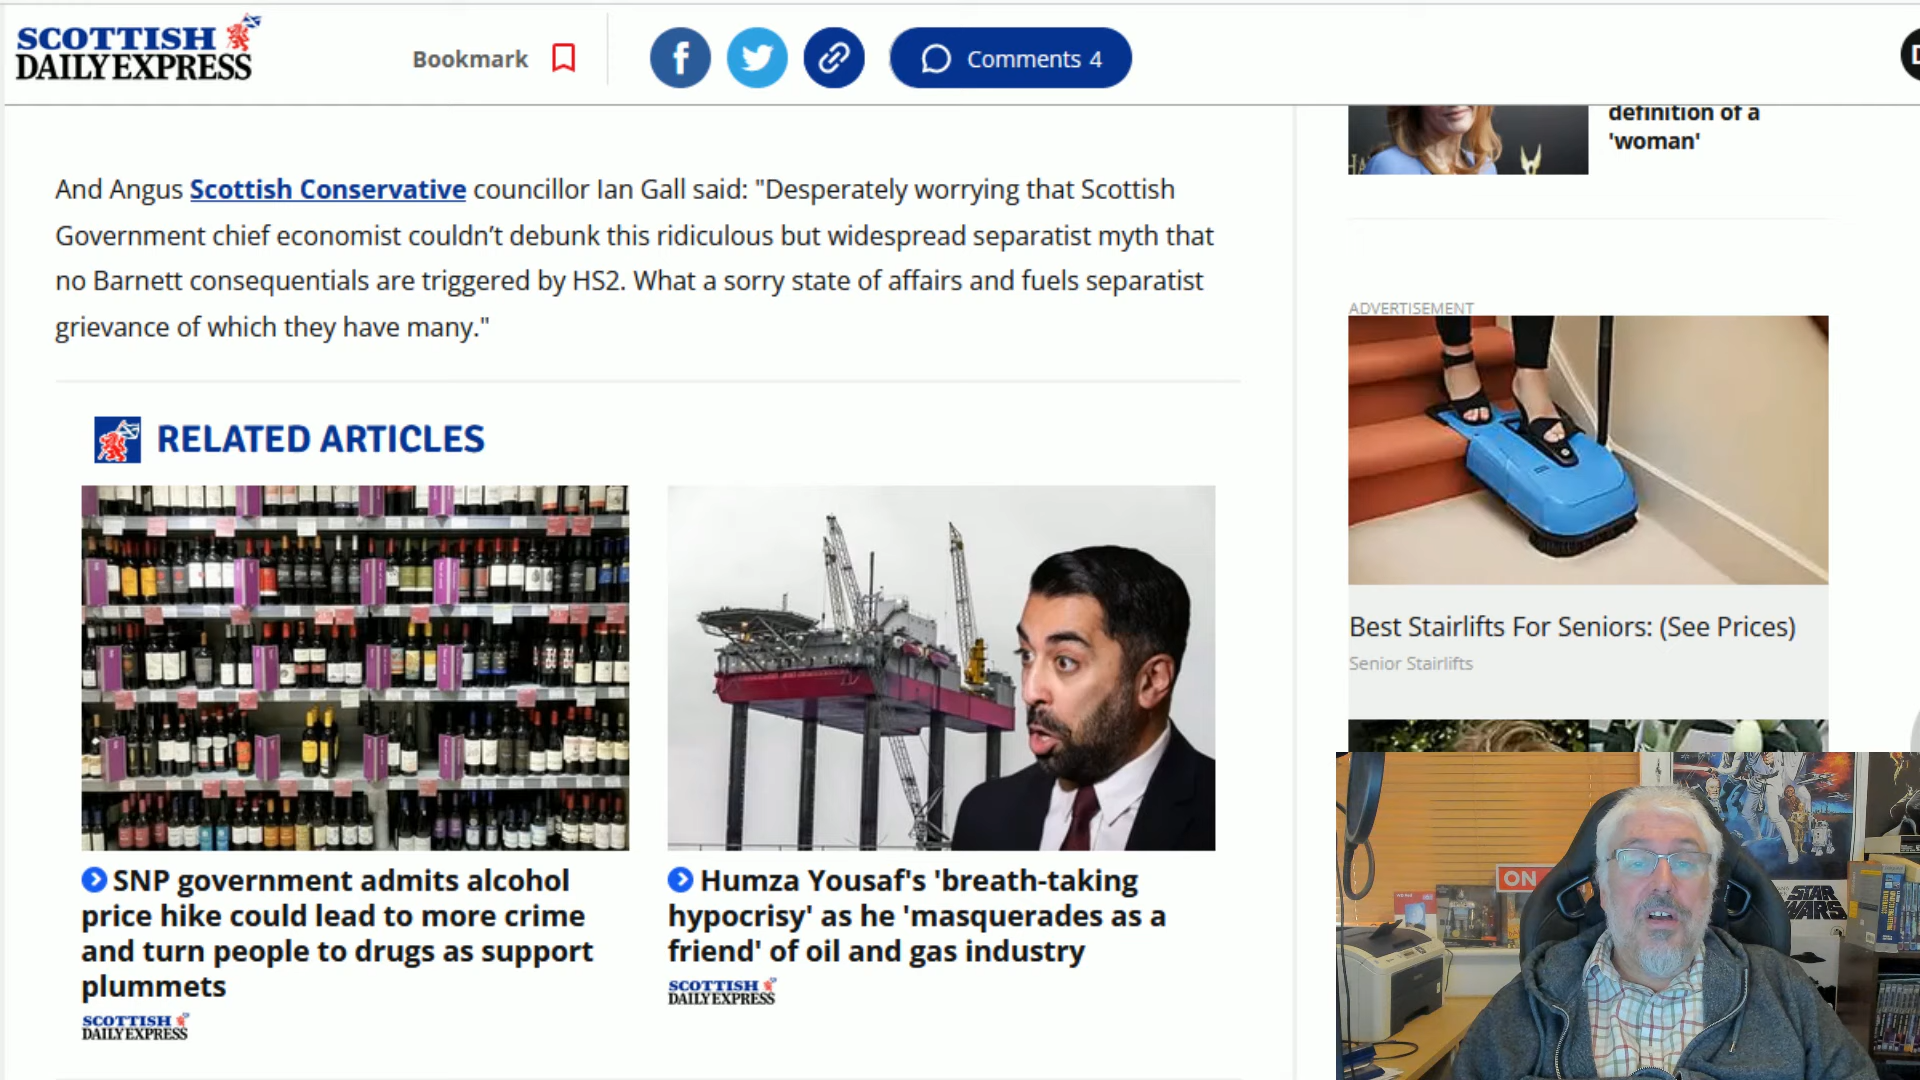 SCOTTISH
DAILY EXPRESS
Bookmark
Comments 4
definition of a
'woman'
And Angus Scottish Conservative councillor Ian Gall said: "Desperately worrying that Scottish
Government chief economist couldn't debunk this ridiculous but widespread separatist myth that
no Barnett consequentials are triggered by HS2. What a sorry state of affairs and fuels separatist
grievance of which they have many."
ADVERTISEMENT
RELATED ARTICLES
Best Stairlifts For Seniors: (See Prices)
Senior Stairlifts
SNP government admits alcohol
price hike could lead to more crime
and turn people to drugs as support
plummets
SCOTTISH
DAILY EXPRESS
Humza Yousaf's 'breath-taking
hypocrisy' as he 'masquerades as a
friend' of oil and gas industry
SCOTTISH
DAILY EXPRESS
ON
STAR
WARS